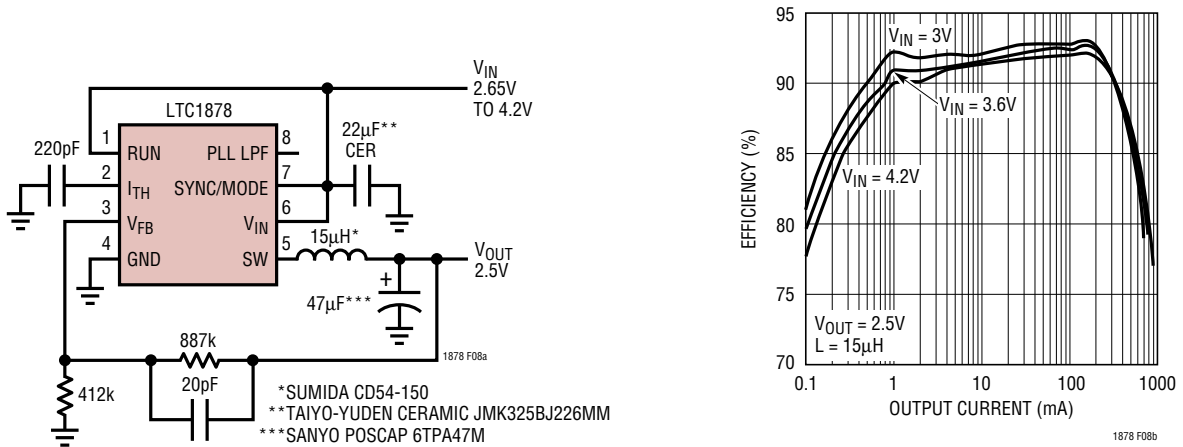 V_IN
2.65V
TO 4.2V
LTC1878
1
RUN
PLL LPF
8
220pF
2
I_TH
SYNC/MODE
7
22µF**
CER
3
V_FB
V_IN
6
4
GND
SW
5
15µH*
V_OUT
2.5V
+
47µF***
887k
20pF
412k
1878 F08a
*SUMIDA CD54-150
**TAIYO-YUDEN CERAMIC JMK325BJ226MM
***SANYO POSCAP 6TPA47M
EFFICIENCY (%)
95
90
85
80
75
70
V_IN = 3V
V_IN = 3.6V
V_IN = 4.2V
V_OUT = 2.5V
L = 15µH
0.1
1
10
100
1000
OUTPUT CURRENT (mA)
1878 F08b